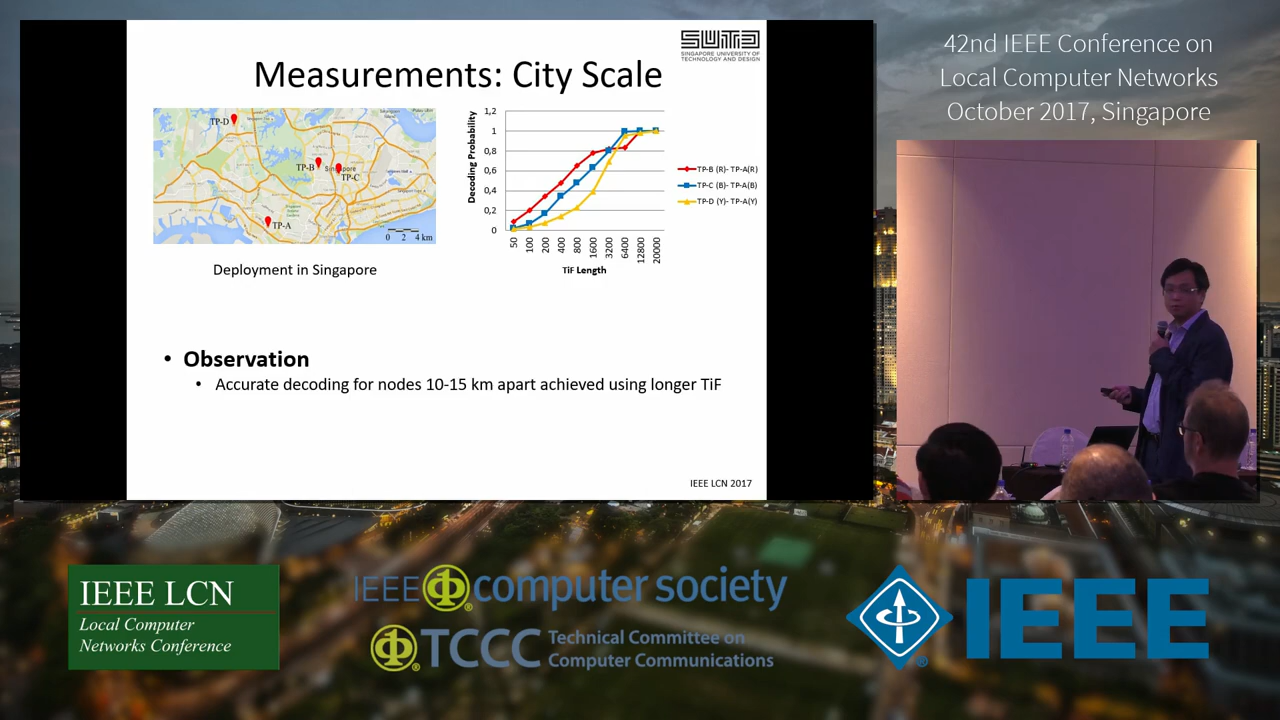 42nd IEEE Conference on
Local Computer Networks
October 2017, Singapore
SUTD
SINGAPORE UNIVERSITY OF
TECHNOLOGY AND DESIGN
Measurements: City Scale
TP-D
TP-B
Singapore
TP-C
TP-A
0 2 4 km
Deployment in Singapore
Decoding Probability
1,2
1
0,8
0,6
0,4
0,2
0
50
100
200
400
800
1600
3200
6400
12800
20000
TiF Length
TP-B (R)- TP-A(R)
TP-C (B)- TP-A(B)
TP-D (Y)- TP-A(Y)
• Observation
• Accurate decoding for nodes 10-15 km apart achieved using longer TiF
IEEE LCN 2017
IEEE LCN
Local Computer
Networks Conference
IEEE computer society
TCCC Technical Committee on
Computer Communications
IEEE